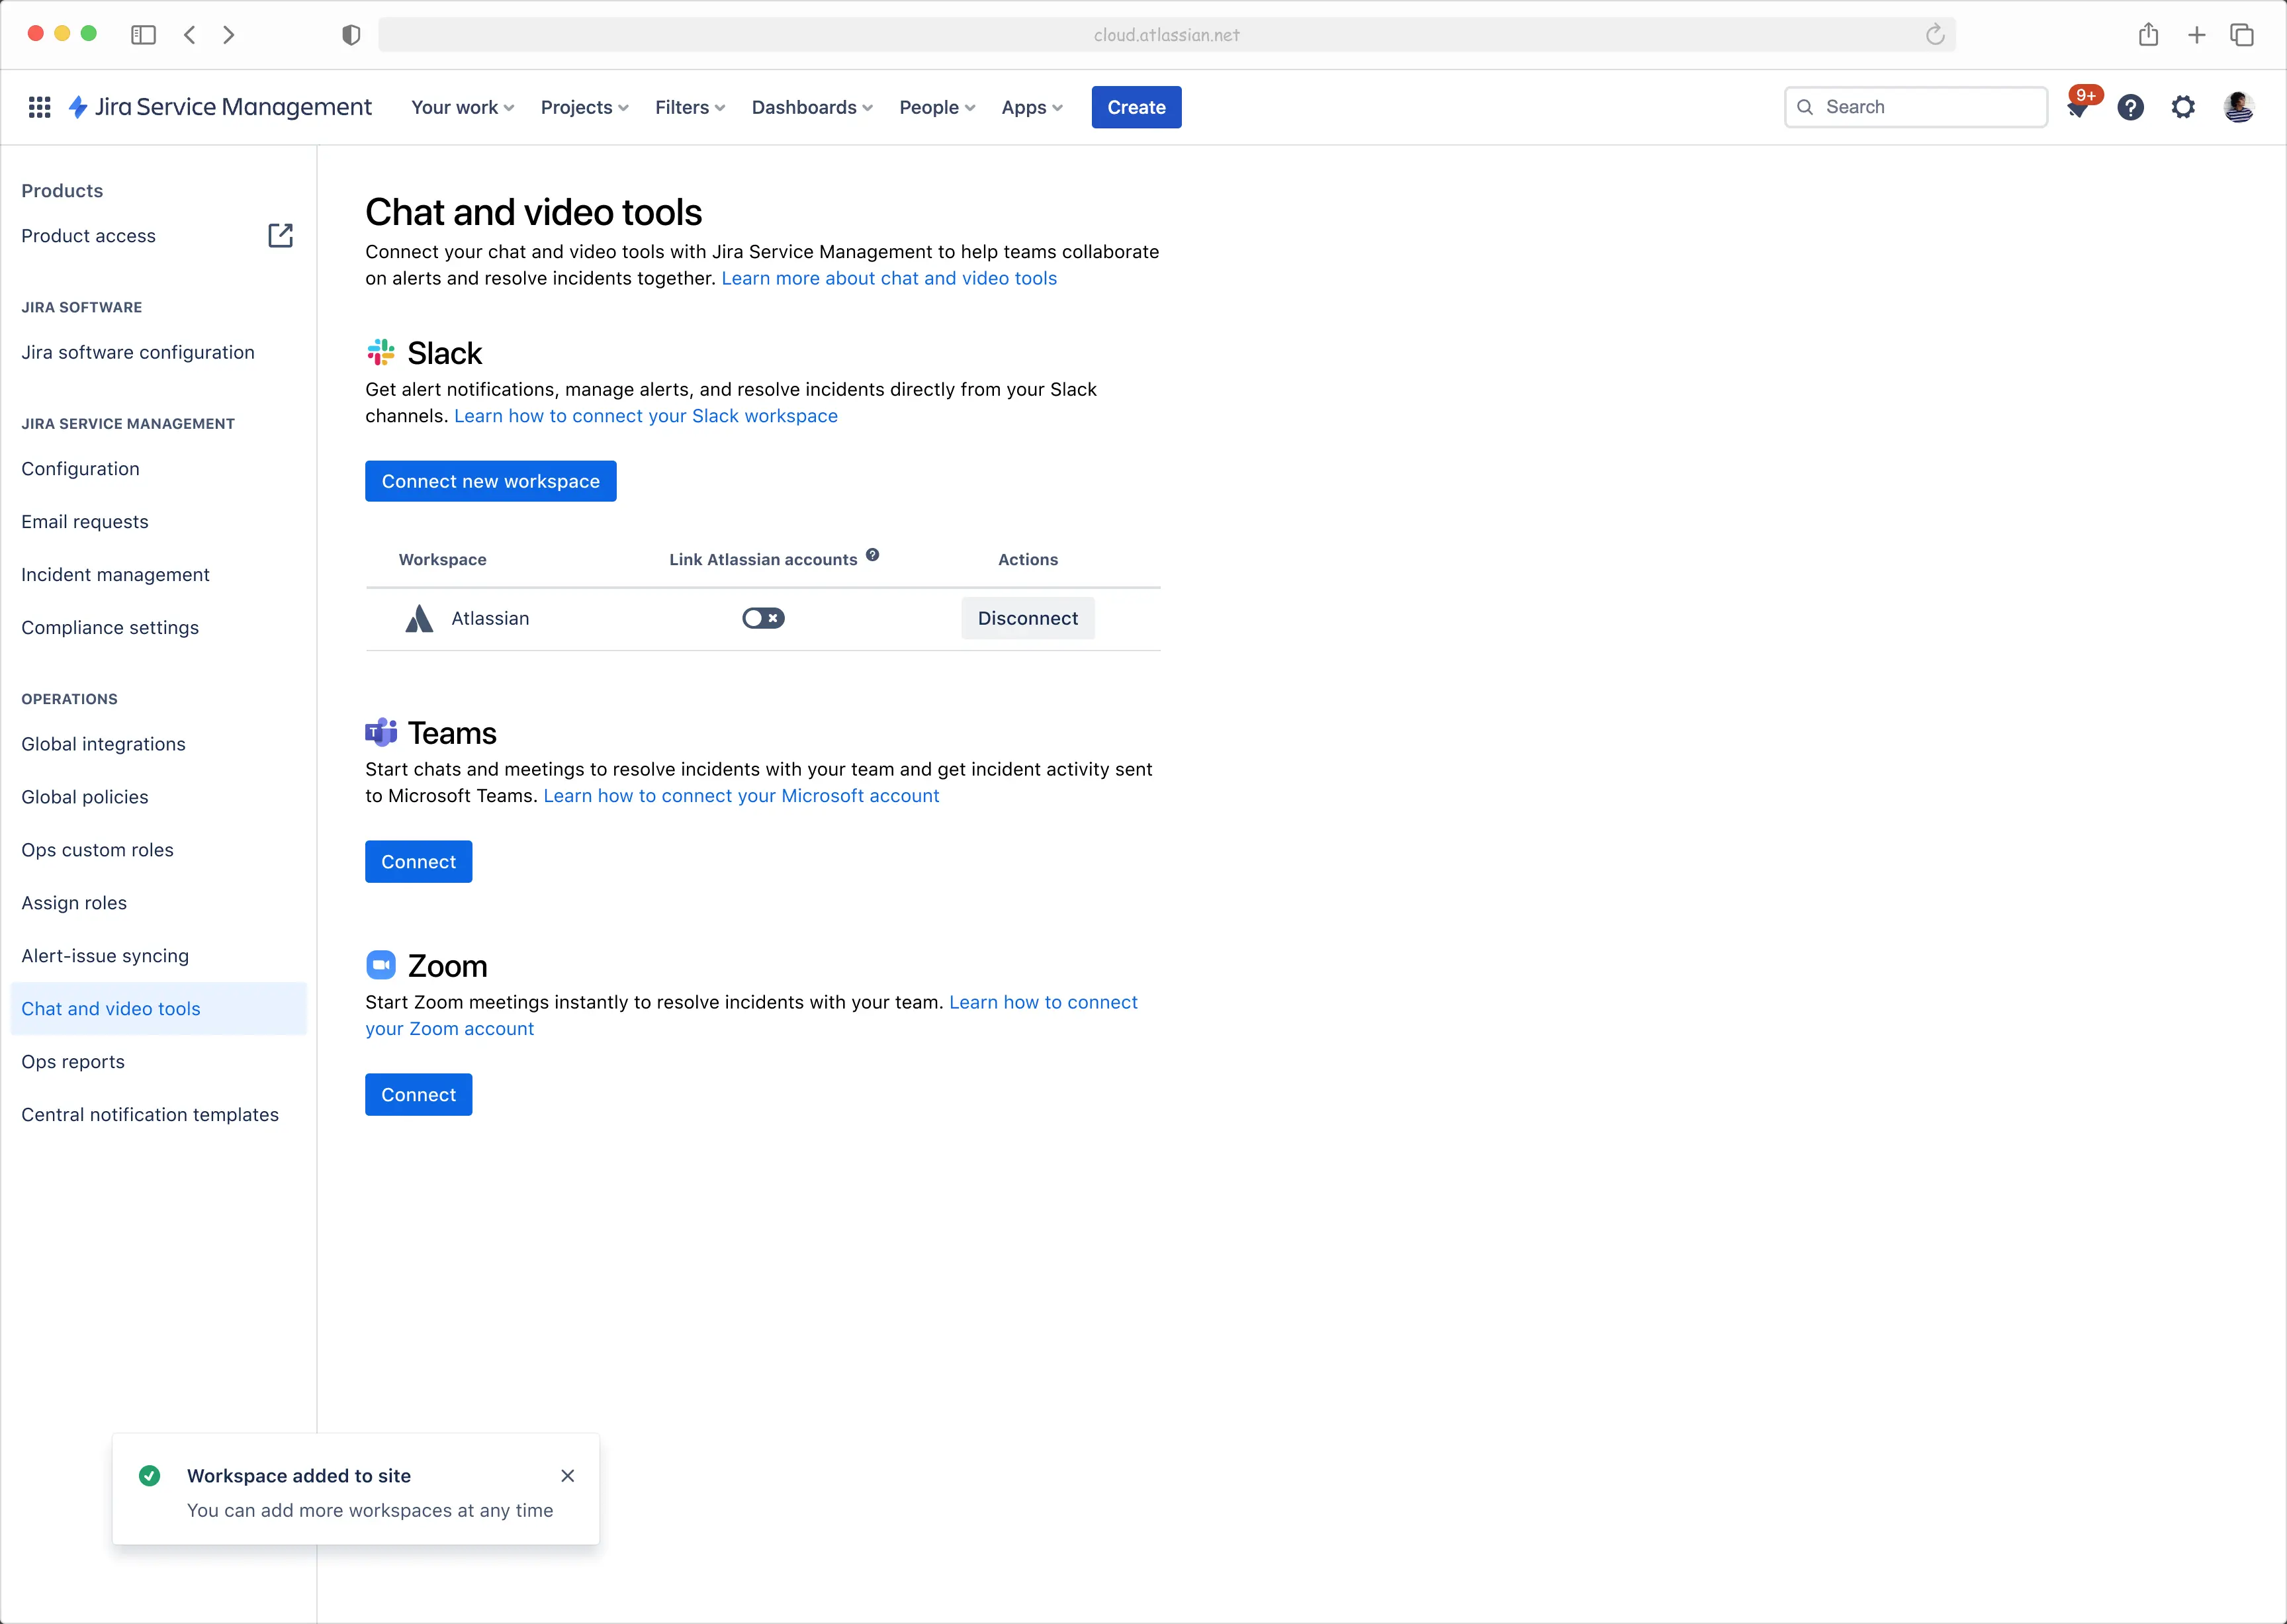 cloud.atlassian.net
Jira Service Management
Your work
Projects
Filters
Dashboards
People
Apps
Create
Search
9+
Products
Product access
JIRA SOFTWARE
Jira software configuration
JIRA SERVICE MANAGEMENT
Configuration
Email requests
Incident management
Compliance settings
OPERATIONS
Global integrations
Global policies
Ops custom roles
Assign roles
Alert-issue syncing
Chat and video tools
Ops reports
Central notification templates
Chat and video tools
Connect your chat and video tools with Jira Service Management to help teams collaborate
on alerts and resolve incidents together. Learn more about chat and video tools
Slack
Get alert notifications, manage alerts, and resolve incidents directly from your Slack
channels. Learn how to connect your Slack workspace
Connect new workspace
Workspace Link Atlassian accounts ? Actions
Atlassian Disconnect
T
Teams
Start chats and meetings to resolve incidents with your team and get incident activity sent
to Microsoft Teams. Learn how to connect your Microsoft account
Connect
Zoom
Start Zoom meetings instantly to resolve incidents with your team. Learn how to connect
your Zoom account
Connect
Workspace added to site
You can add more workspaces at any time